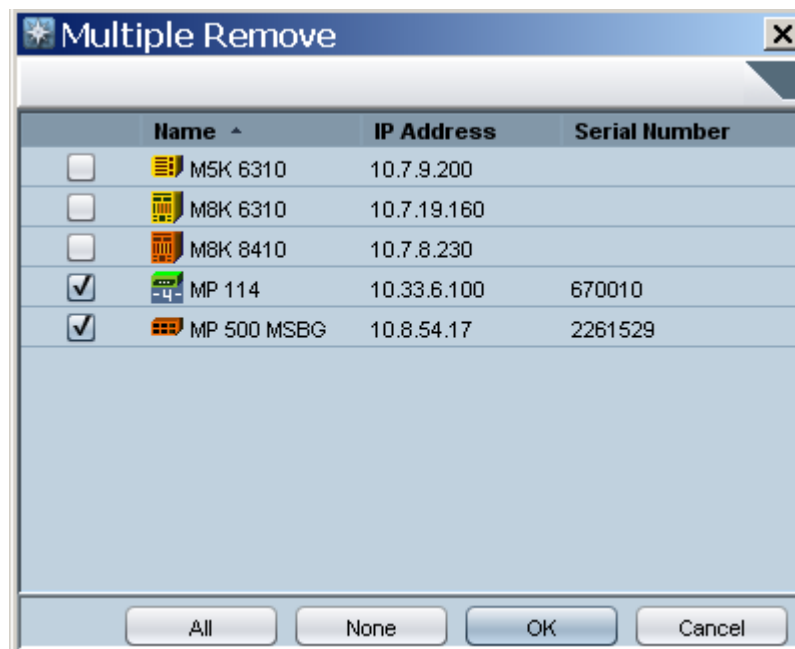 Multiple Remove
Name IP Address Serial Number
M5K 6310 10.7.9.200
M8K 6310 10.7.19.160
M8K 8410 10.7.8.230
MP 114 10.33.6.100 670010
MP 500 MSBG 10.8.54.17 2261529
All None OK Cancel